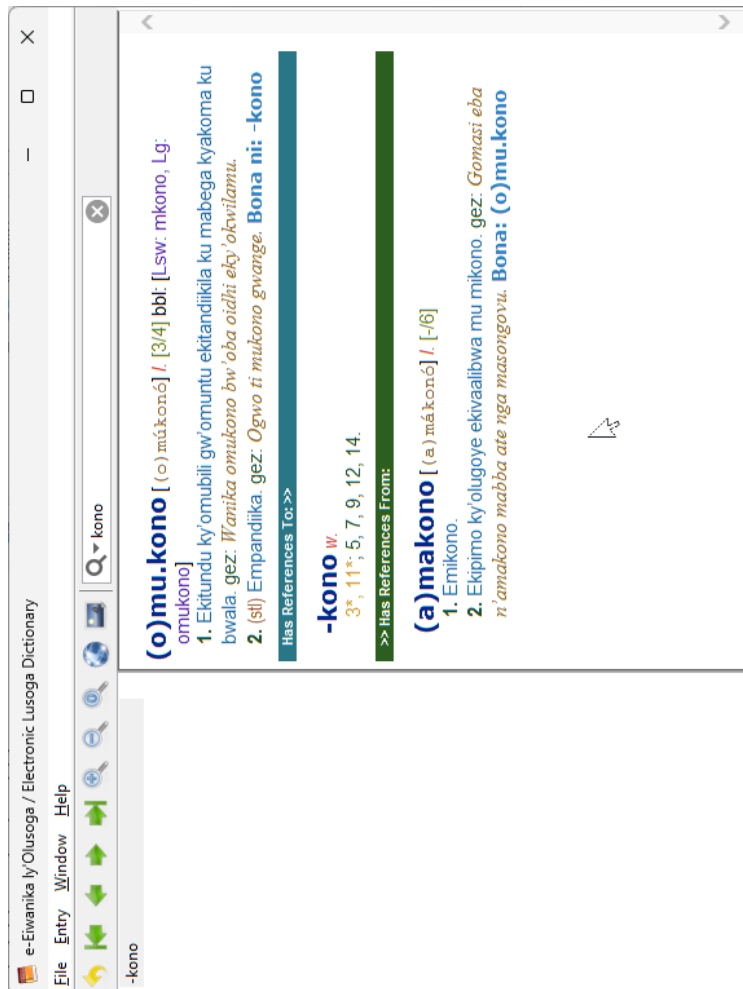 e-Eiwanika ly'Olusoga / Electronic Lusoga Dictionary
File Entry Window Help
kono
-kono
(o)mu.kono [(o)múkonó] l. [3/4] bbl: [Lsw: mkono, Lg:
omukono]
1. Ekitundu ky'omubili gw'omuntu ekitandiikila ku mabega kyakoma ku
bwala. gez: Wanika omukono bw'oba oidhi eky'okwilamu.
2. (stl) Empandiika. gez: Ogwo ti mukono gwange. Bona ni: -kono
Has References To: >>
-kono w.
3*, 11*; 5, 7, 9, 12, 14.
>> Has References From:
(a)makono [(a)mákonó] l. [-/6]
1. Emikono.
2. Ekipimo ky'olugoye ekivaalibwa mu mikono. gez: Gomasi eba
n'amakono mabba ate nga masongovu. Bona: (o)mu.kono